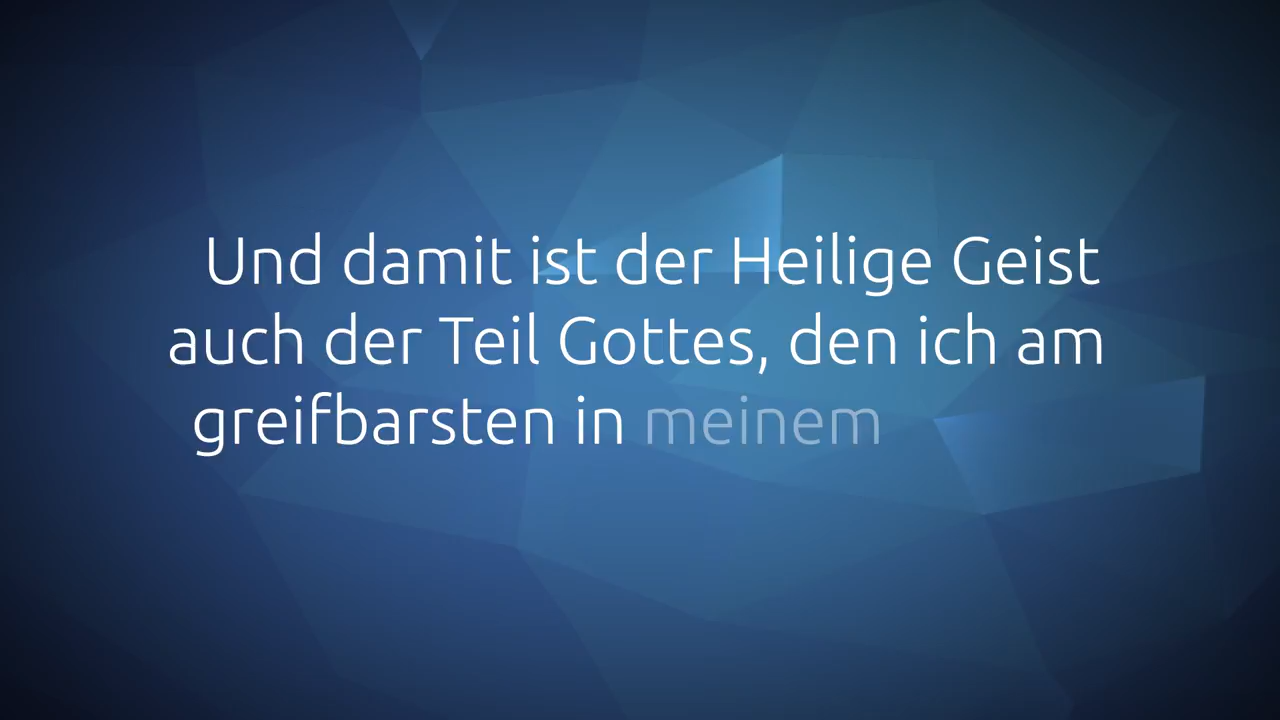 Und damit ist der Heilige Geist
auch der Teil Gottes, den ich am
greifbarsten in meinem